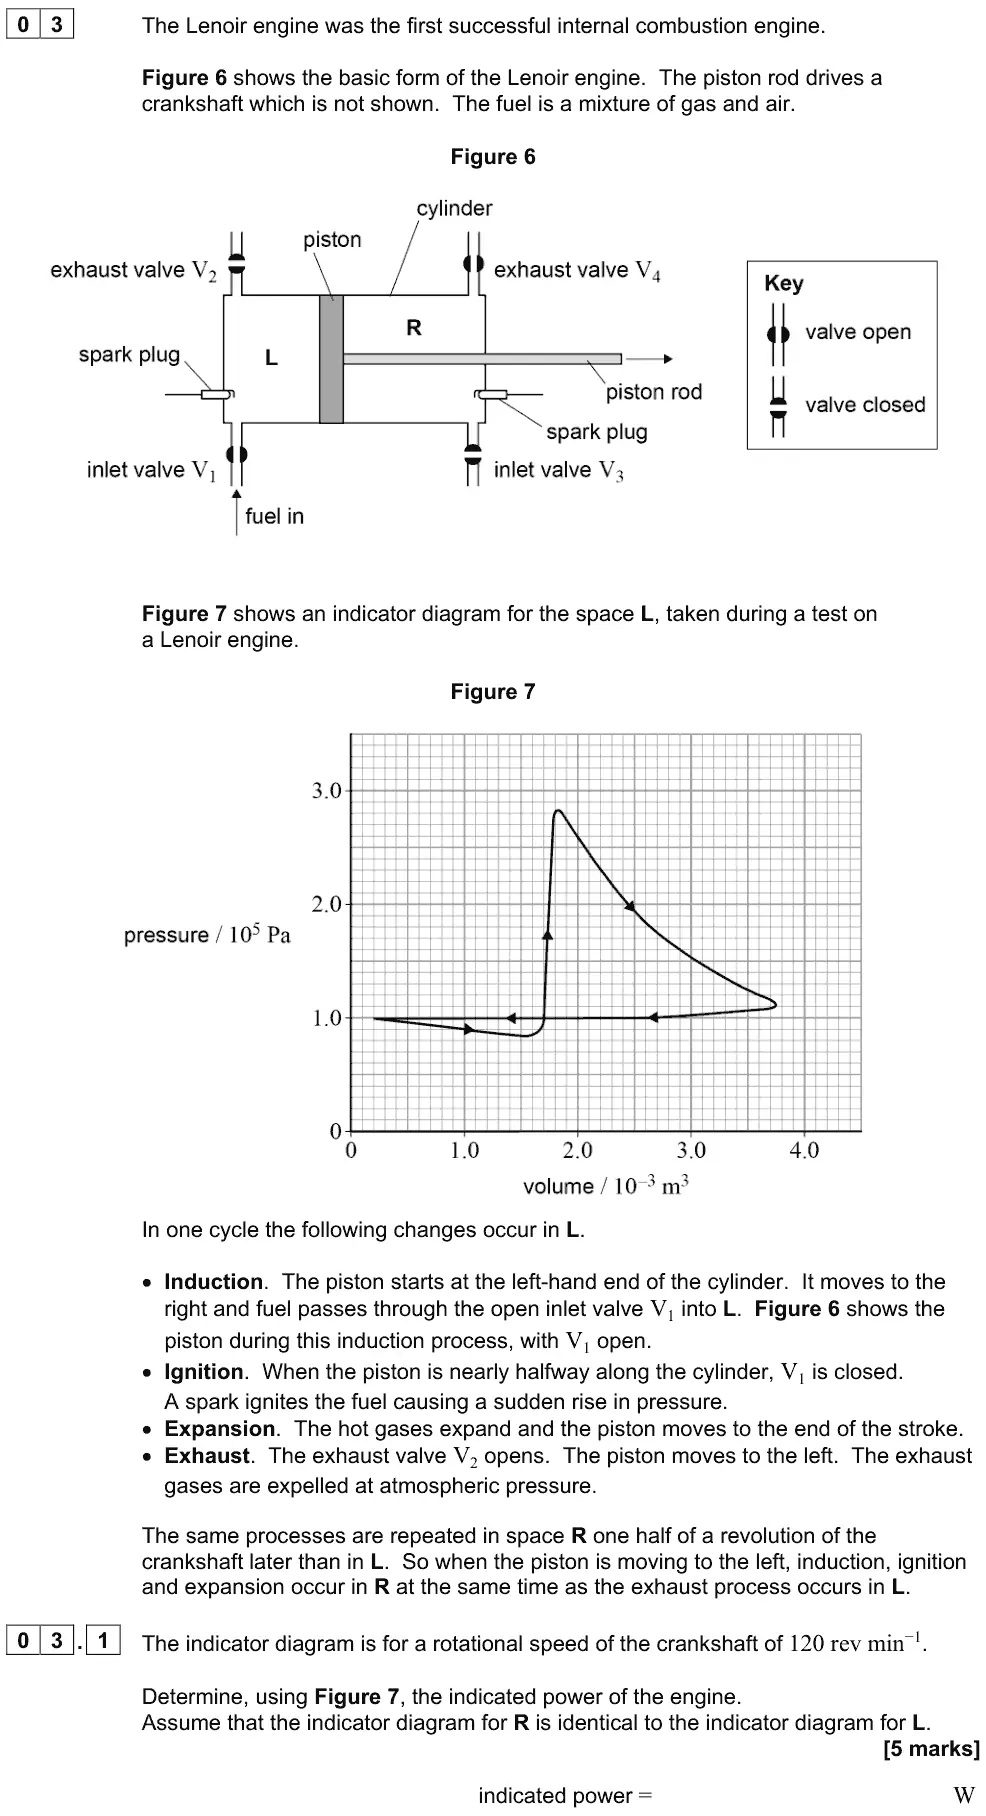 0 3 The Lenoir engine was the first successful internal combustion engine.
Figure 6 shows the basic form of the Lenoir engine. The piston rod drives a
crankshaft which is not shown. The fuel is a mixture of gas and air.
Figure 6
cylinder
piston
exhaust valve V2
exhaust valve V4
Key
R
valve open
L
spark plug
piston rod
valve closed
spark plug
inlet valve V1
inlet valve V3
fuel in
Figure 7 shows an indicator diagram for the space L, taken during a test on
a Lenoir engine.
Figure 7
3.0
2.0
pressure / 10⁵ Pa
1.0
0
0 1.0 2.0 3.0 4.0
volume / 10⁻³ m³
In one cycle the following changes occur in L.
• Induction. The piston starts at the left-hand end of the cylinder. It moves to the
right and fuel passes through the open inlet valve V₁ into L. Figure 6 shows the
piston during this induction process, with V₁ open.
• Ignition. When the piston is nearly halfway along the cylinder, V₁ is closed.
A spark ignites the fuel causing a sudden rise in pressure.
• Expansion. The hot gases expand and the piston moves to the end of the stroke.
• Exhaust. The exhaust valve V₂ opens. The piston moves to the left. The exhaust
gases are expelled at atmospheric pressure.
The same processes are repeated in space R one half of a revolution of the
crankshaft later than in L. So when the piston is moving to the left, induction, ignition
and expansion occur in R at the same time as the exhaust process occurs in L.
0 3 . 1 The indicator diagram is for a rotational speed of the crankshaft of 120 rev min⁻¹.
Determine, using Figure 7, the indicated power of the engine.
Assume that the indicator diagram for R is identical to the indicator diagram for L.
[5 marks]
indicated power = W